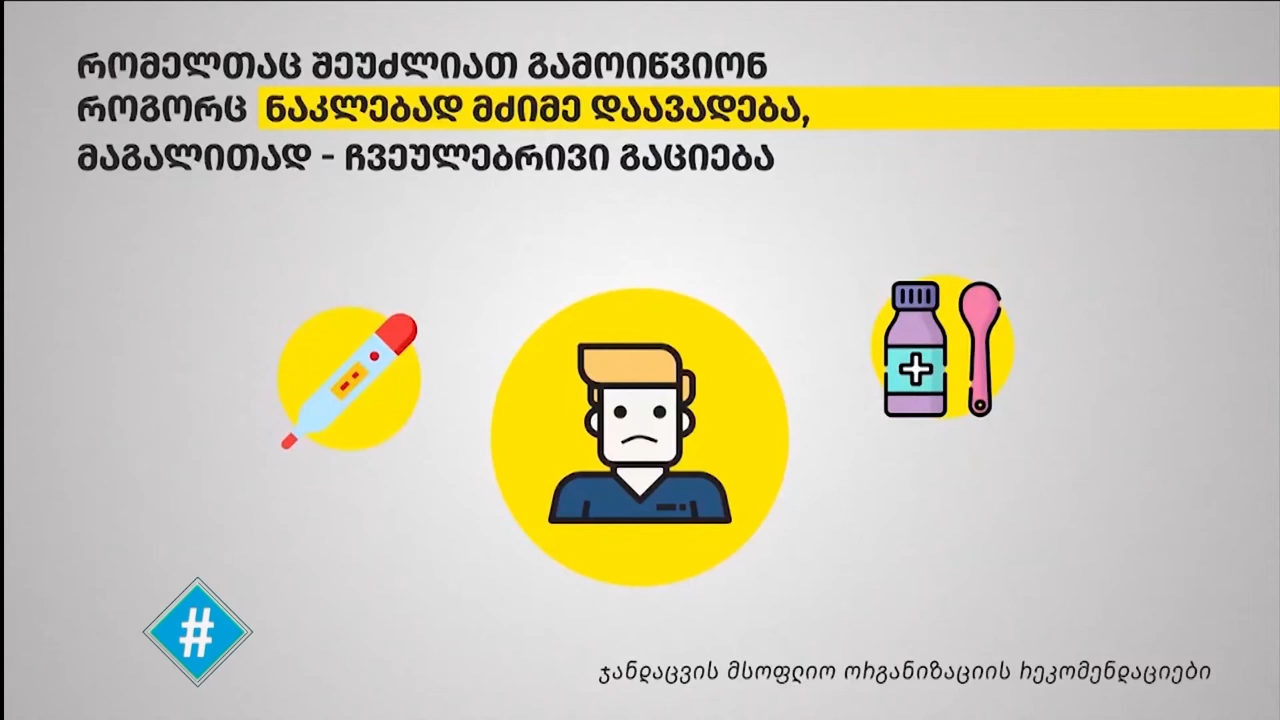 რომელთაც შეუძლიათ გამოიწვიონ
როგორც ნაკლებად მძიმე დაავადება,
მაგალითად - ჩვეულებრივი გაციება
#
ჯანდაცვის მსოფლიო ორგანიზაციის რეკომენდაციები